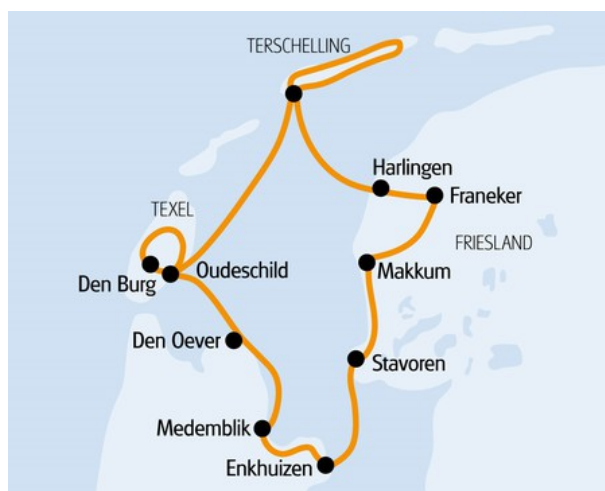 TERSCHELLING
Harlingen
Franeker
TEXEL
FRIESLAND
Oudeschild
Makkum
Den Burg
Den Oever
Stavoren
Medemblik
Enkhuizen